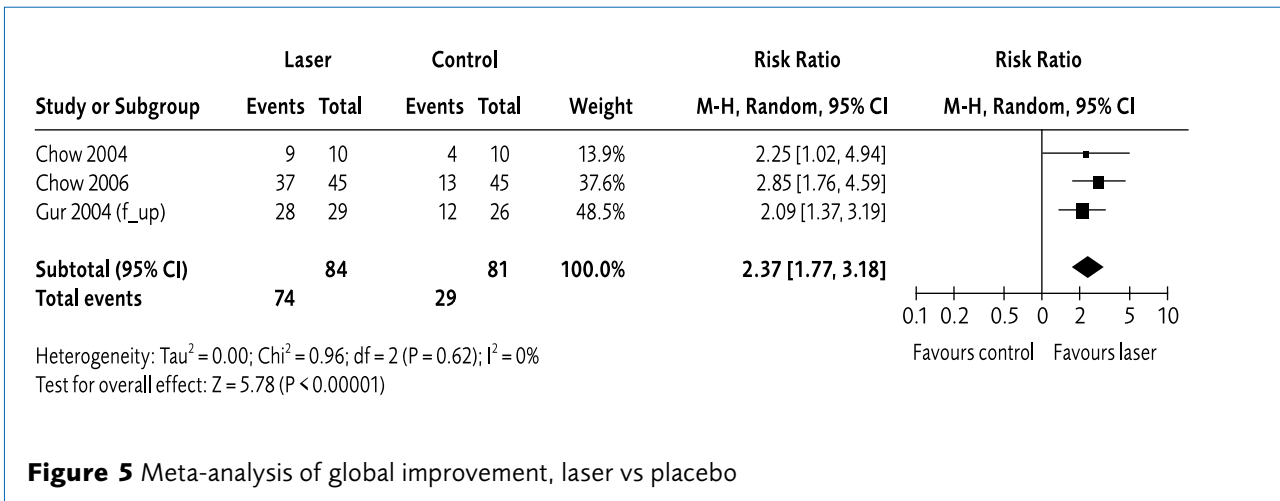 Laser Control Risk Ratio Risk Ratio
Study or Subgroup Events Total Events Total Weight M-H, Random, 95% CI M-H, Random, 95% CI
Chow 2004 9 10 4 10 13.9% 2.25 [1.02, 4.94]
Chow 2006 37 45 13 45 37.6% 2.85 [1.76, 4.59]
Gur 2004 (f_up) 28 29 12 26 48.5% 2.09 [1.37, 3.19]
Subtotal (95% CI) 84 81 100.0% 2.37 [1.77, 3.18]
Total events 74 29
0.1 0.2 0.5 0 2 5 10
Favours control Favours laser
Heterogeneity: Tau² = 0.00; Chi² = 0.96; df = 2 (P = 0.62); I² = 0%
Test for overall effect: Z = 5.78 (P < 0.00001)
Figure 5 Meta-analysis of global improvement, laser vs placebo